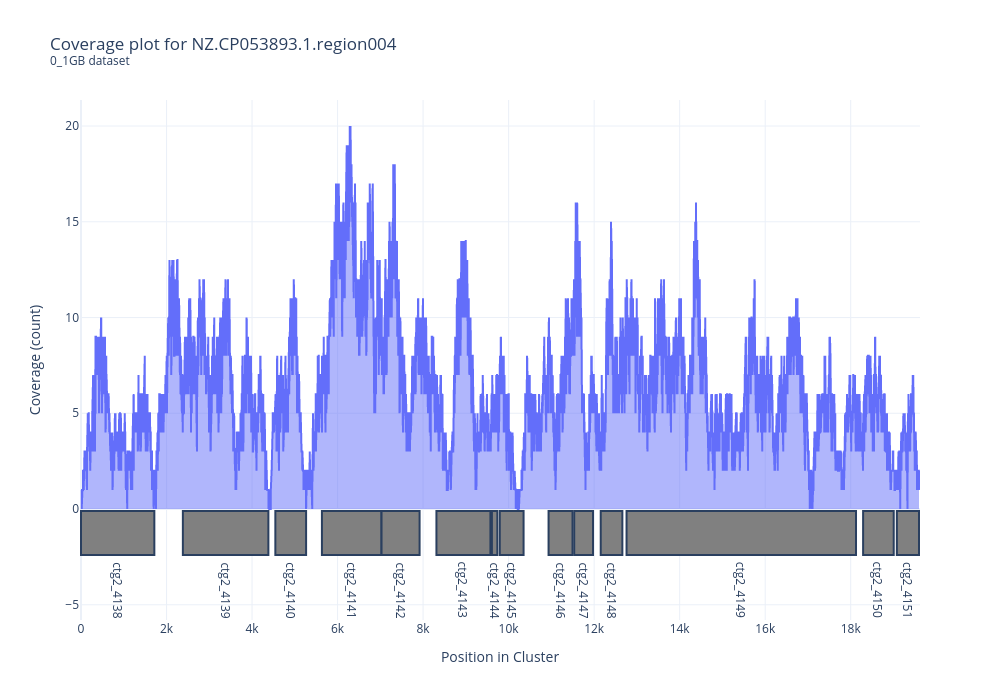 Coverage plot for NZ.CP053893.1.region004
0_1GB dataset
Coverage (count)
20
15
10
5
0
−5
ctg2_4138
ctg2_4139
ctg2_4140
ctg2_4141
ctg2_4142
ctg2_4143
ctg2_4144
ctg2_4145
ctg2_4146
ctg2_4147
ctg2_4148
ctg2_4149
ctg2_4150
ctg2_4151
0 2k 4k 6k 8k 10k 12k 14k 16k 18k
Position in Cluster